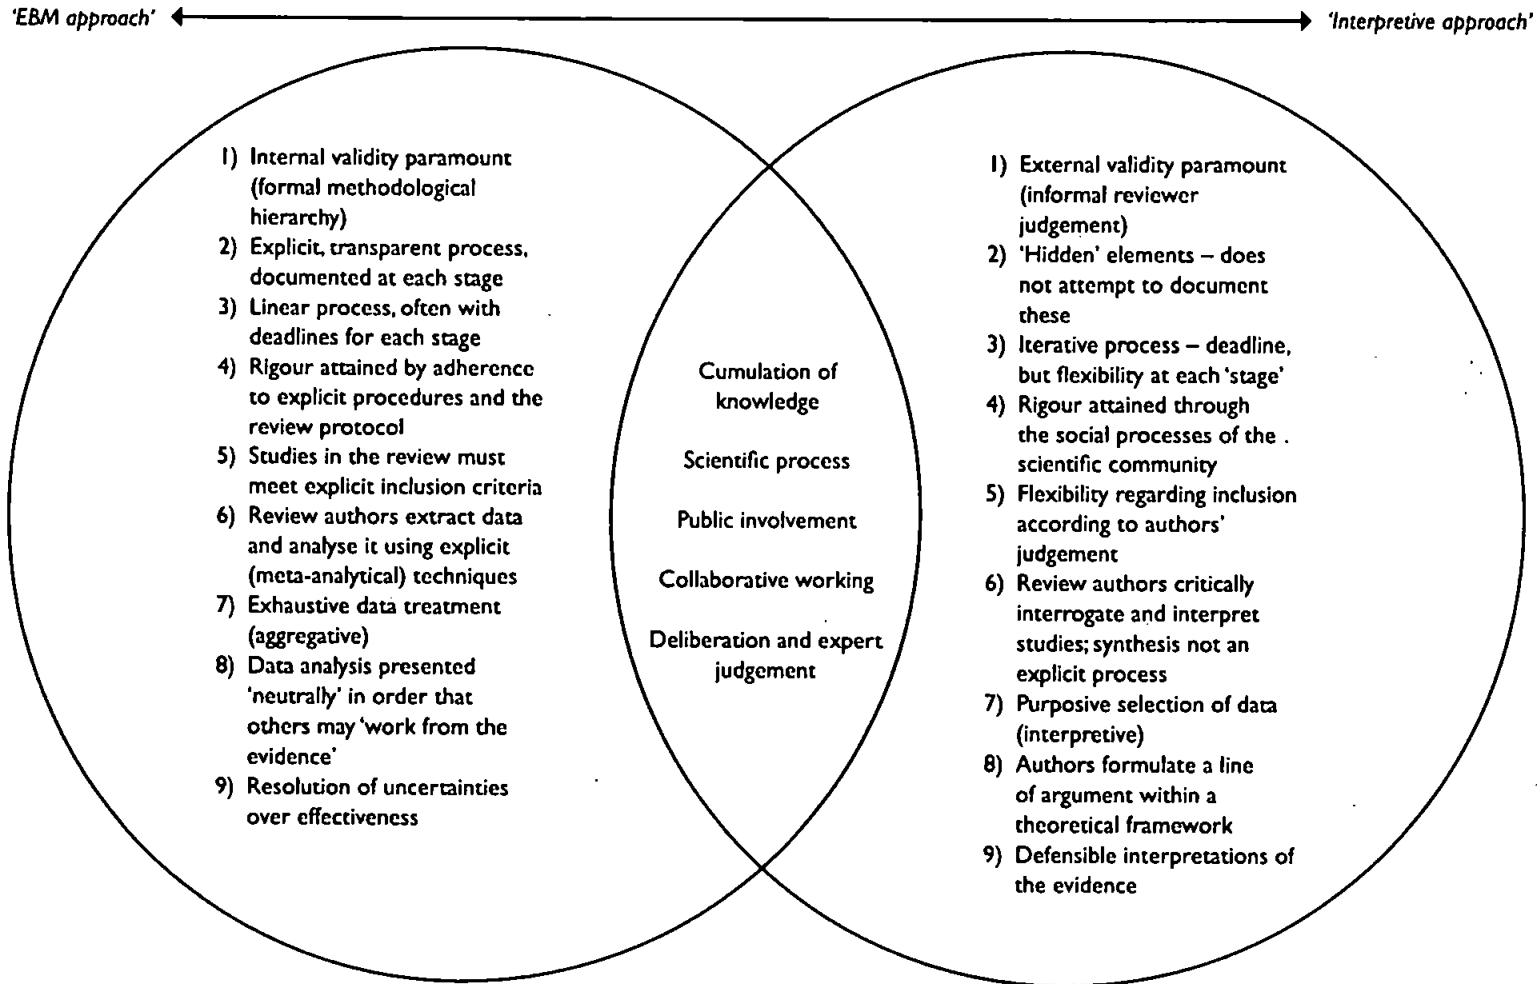 'EBM approach'
'Interpretive approach'
1) Internal validity paramount
(formal methodological
hierarchy)
2) Explicit, transparent process,
documented at each stage
3) Linear process, often with
deadlines for each stage
4) Rigour attained by adherence
to explicit procedures and the
review protocol
5) Studies in the review must
meet explicit inclusion criteria
6) Review authors extract data
and analyse it using explicit
(meta-analytical) techniques
7) Exhaustive data treatment
(aggregative)
8) Data analysis presented
'neutrally' in order that
others may 'work from the
evidence'
9) Resolution of uncertainties
over effectiveness
Cumulation of
knowledge
Scientific process
Public involvement
Collaborative working
Deliberation and expert
judgement
1) External validity paramount
(informal reviewer
judgement)
2) 'Hidden' elements – does
not attempt to document
these
3) Iterative process – deadline,
but flexibility at each 'stage'
4) Rigour attained through
the social processes of the
scientific community
5) Flexibility regarding inclusion
according to authors'
judgement
6) Review authors critically
interrogate and interpret
studies; synthesis not an
explicit process
7) Purposive selection of data
(interpretive)
8) Authors formulate a line
of argument within a
theoretical framework
9) Defensible interpretations of
the evidence